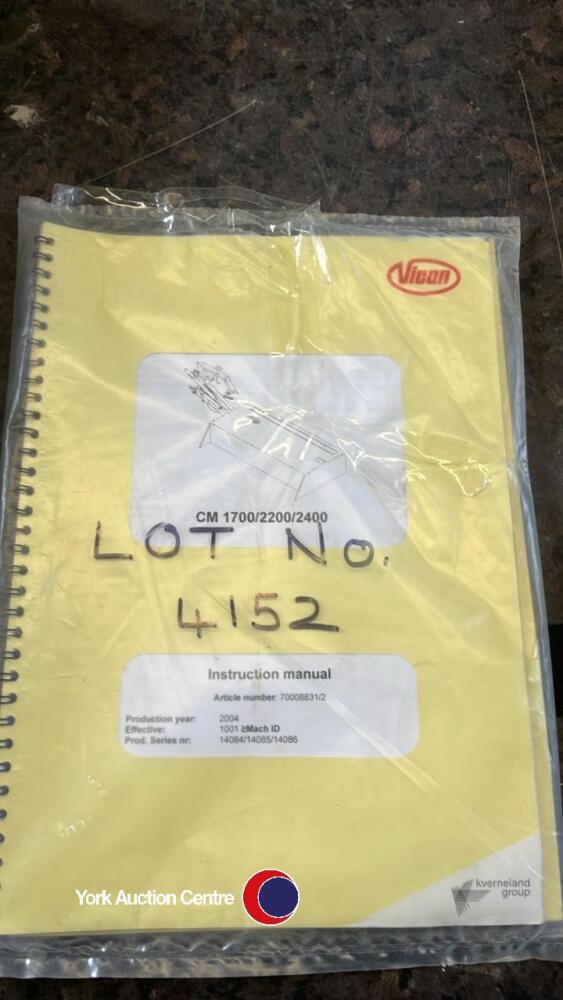 Vicon
CM 1700/2200/2400
LOT No.
4152
Instruction manual
Article number: 70008831/2
Production year: 2004
Effective: 1001 ≥Mach ID
Prod. Series nr: 14084/14085/14086
York Auction Centre
kverneland
group